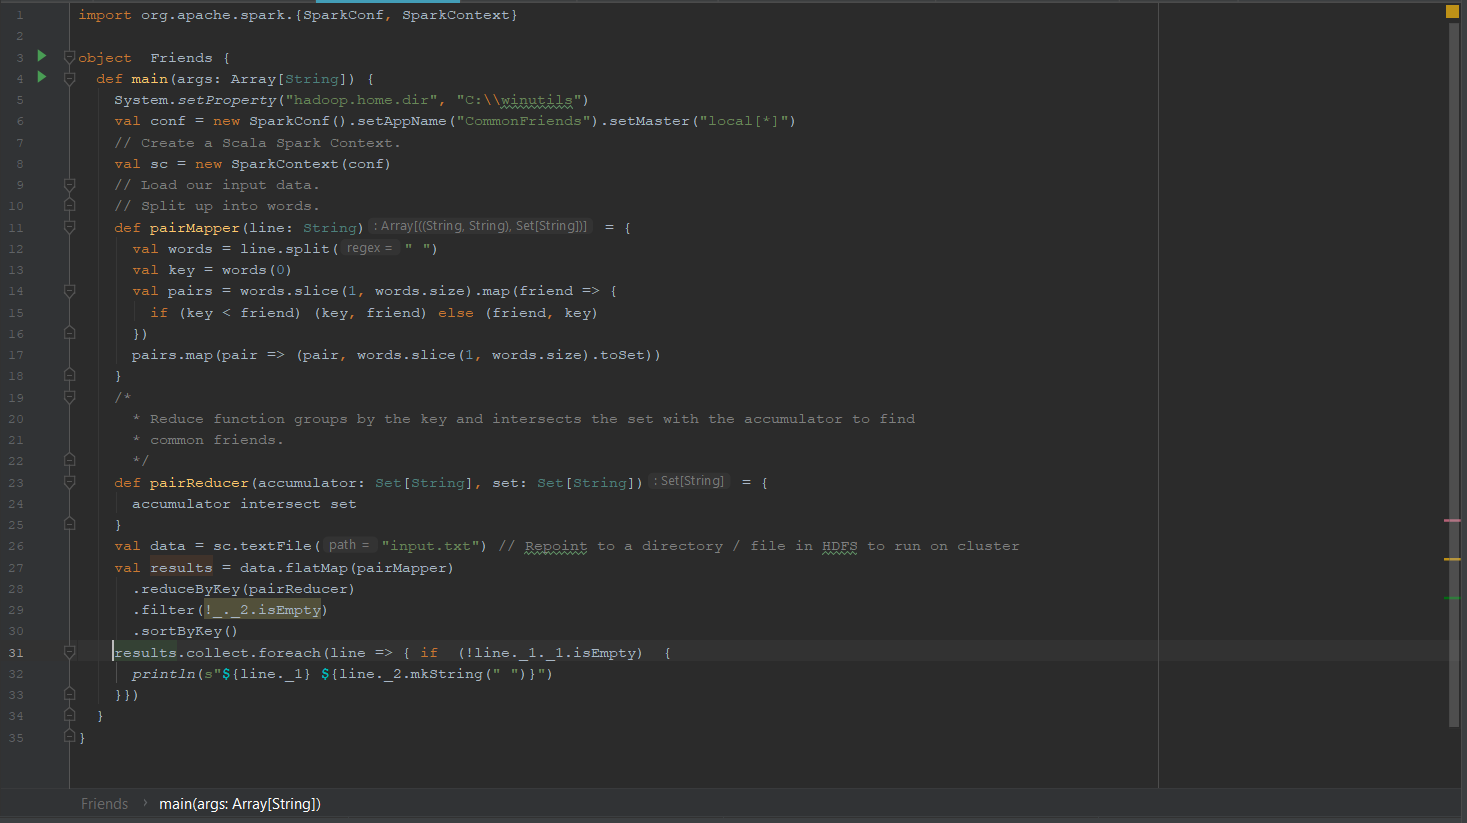 1 import org.apache.spark.{SparkConf, SparkContext}
2
3 object  Friends {
4   def main(args: Array[String]) {
5     System.setProperty("hadoop.home.dir", "C:\\winutils")
6     val conf = new SparkConf().setAppName("CommonFriends").setMaster("local[*]")
7     // Create a Scala Spark Context.
8     val sc = new SparkContext(conf)
9     // Load our input data.
10     // Split up into words.
11     def pairMapper(line: String) : Array[((String, String), Set[String])] = {
12       val words = line.split( regex = " ")
13       val key = words(0)
14       val pairs = words.slice(1, words.size).map(friend => {
15         if (key < friend) (key, friend) else (friend, key)
16       })
17       pairs.map(pair => (pair, words.slice(1, words.size).toSet))
18     }
19     /*
20       * Reduce function groups by the key and intersects the set with the accumulator to find
21       * common friends.
22       */
23     def pairReducer(accumulator: Set[String], set: Set[String]) : Set[String] = {
24       accumulator intersect set
25     }
26     val data = sc.textFile( path = "input.txt") // Repoint to a directory / file in HDFS to run on cluster
27     val results = data.flatMap(pairMapper)
28       .reduceByKey(pairReducer)
29       .filter(!_._2.isEmpty)
30       .sortByKey()
31     results.collect.foreach(line => { if  (!line._1._1.isEmpty)  {
32       println(s"${line._1} ${line._2.mkString(" ")}")
33     }})
34   }
35 }
Friends › main(args: Array[String])